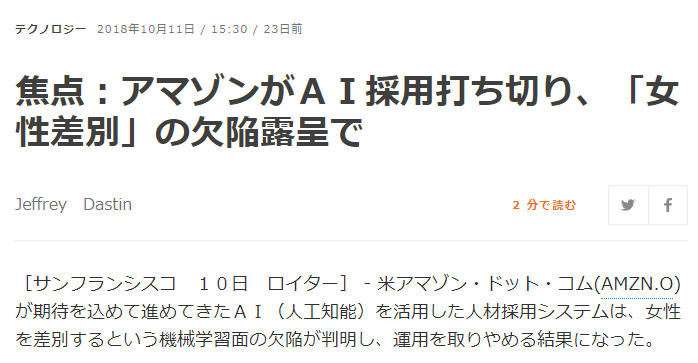 テクノロジー 2018年10月11日 / 15:30 / 23日前
焦点：アマゾンがＡＩ採用打ち切り、「女
性差別」の欠陥露呈で
Jeffrey　Dastin
2 分で読む
［サンフランシスコ　１０日　ロイター］ - 米アマゾン・ドット・コム(AMZN.O)
が期待を込めて進めてきたＡＩ（人工知能）を活用した人材採用システムは、女性
を差別するという機械学習面の欠陥が判明し、運用を取りやめる結果になった。